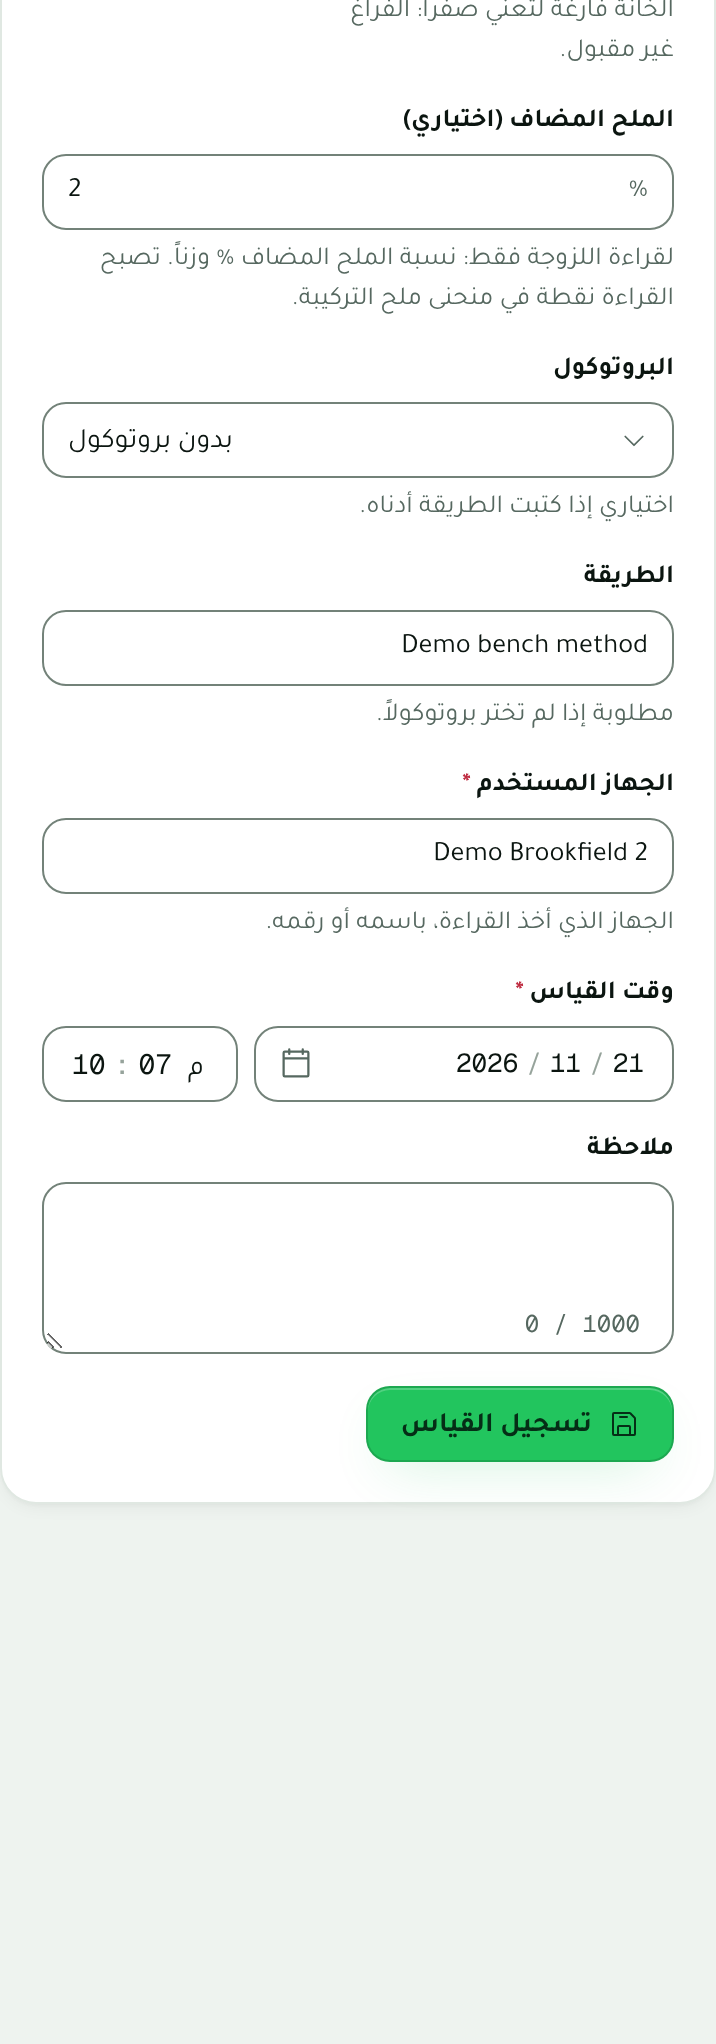 الخانة فارغة لتعني صفراً: الفراغ
غير مقبول.
الملح المضاف (اختياري)
% 2
لقراءة اللزوجة فقط: نسبة الملح المضاف % وزناً. تصبح
القراءة نقطة في منحنى ملح التركيبة.
البروتوكول
بدون بروتوكول
اختياري إذا كتبت الطريقة أدناه.
الطريقة
Demo bench method
مطلوبة إذا لم تختر بروتوكولاً.
الجهاز المستخدم *
Demo Brookfield 2
الجهاز الذي أخذ القراءة، باسمه أو رقمه.
وقت القياس *
2026 / 11 / 21
10 : 07 م
ملاحظة
0 / 1000
تسجيل القياس